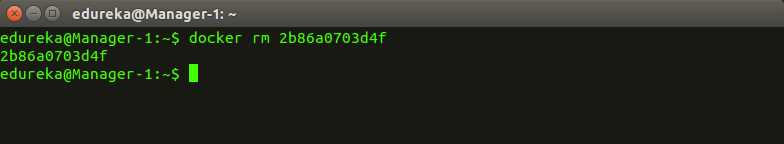 edureka@Manager-1: ~
edureka@Manager-1:~$ docker rm 2b86a0703d4f
2b86a0703d4f
edureka@Manager-1:~$